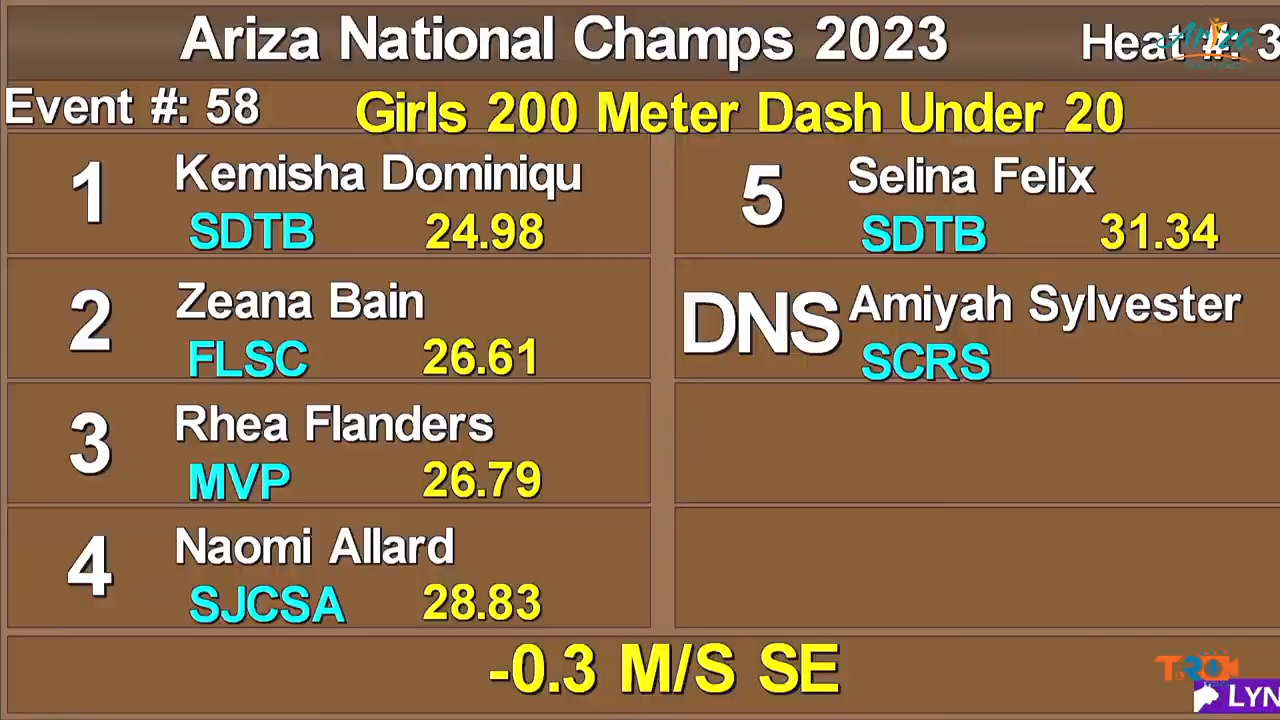 Ariza National Champs 2023
Heat #: 3
Ariza
Event #: 58
Girls 200 Meter Dash Under 20
1 Kemisha Dominiqu
SDTB 24.98
2 Zeana Bain
FLSC 26.61
3 Rhea Flanders
MVP 26.79
4 Naomi Allard
SJCSA 28.83
5 Selina Felix
SDTB 31.34
DNS Amiyah Sylvester
SCRS
-0.3 M/S SE
LYN